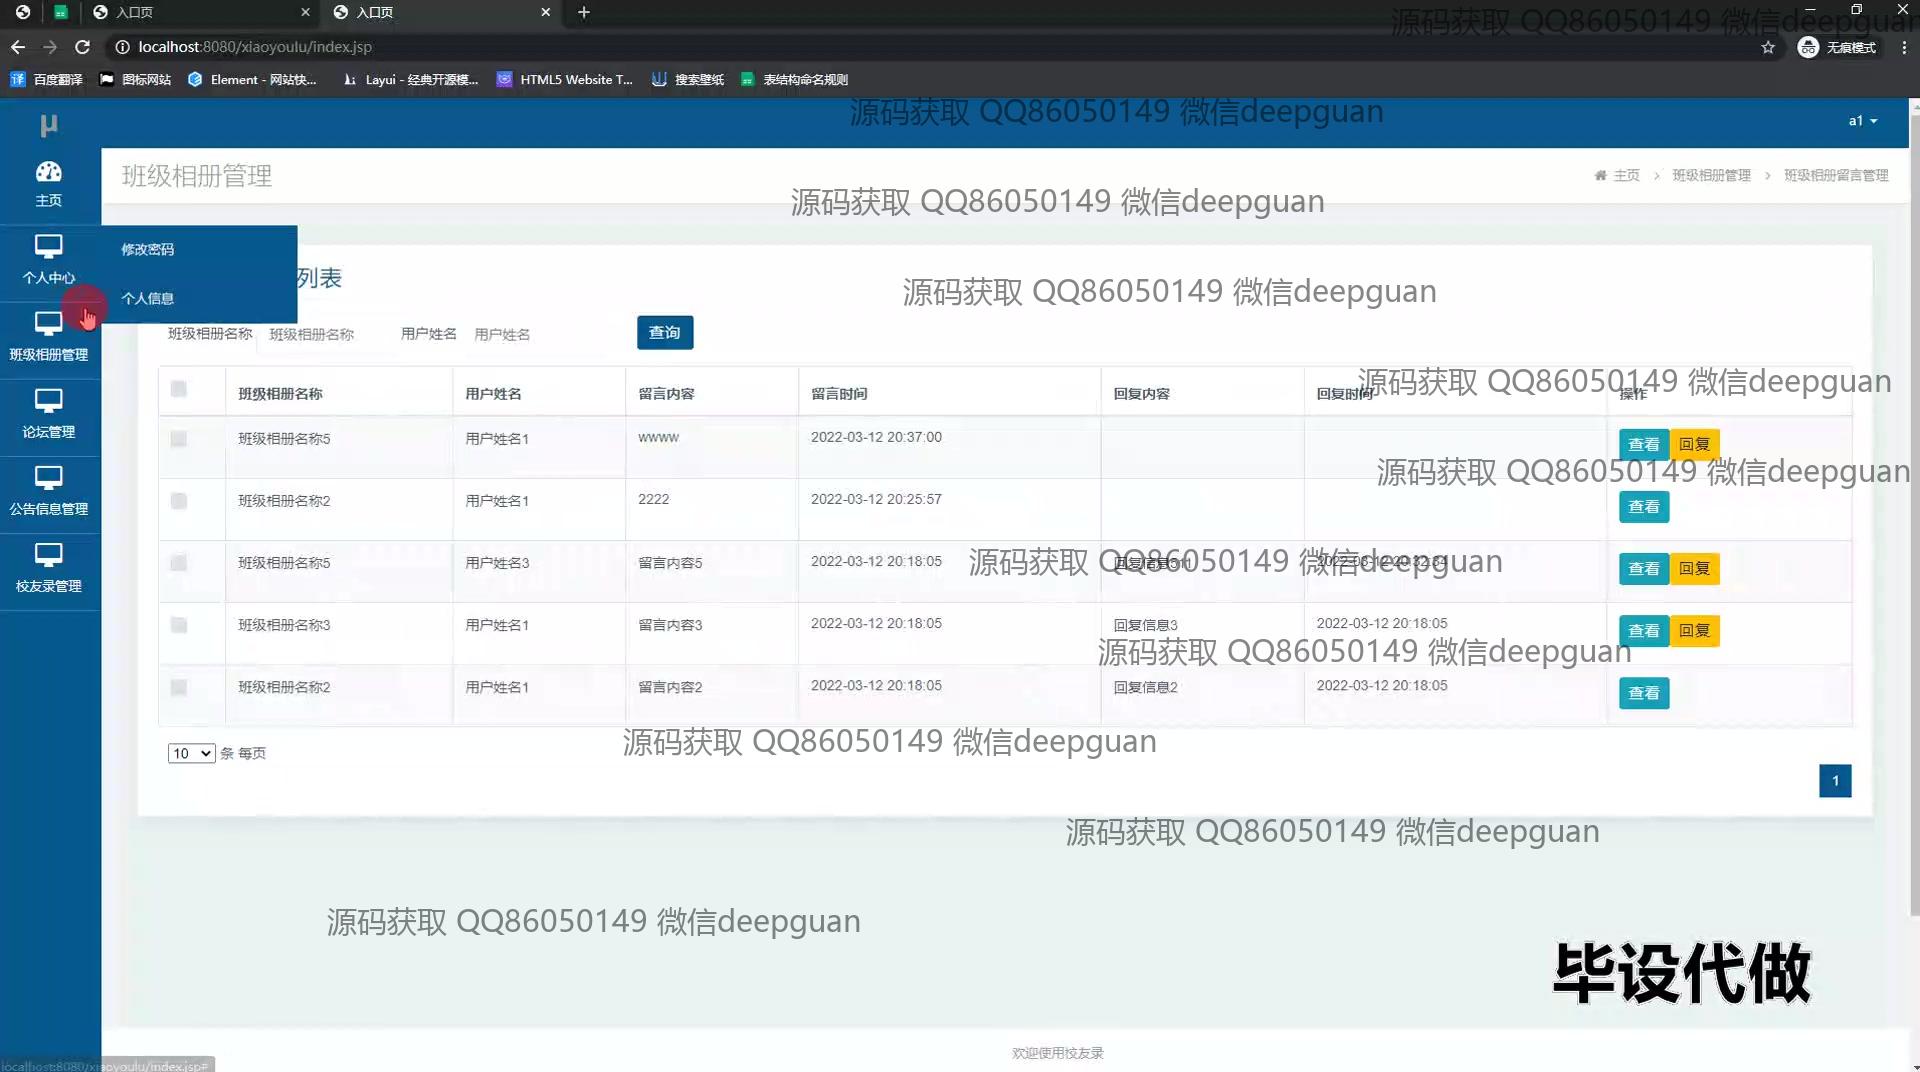 入口页
入口页
源码获取 QQ86050149 微信deepguan
localhost:8080/xiaoyoulu/index.jsp
无痕模式
百度翻译
图标网站
Element - 网站快...
Layui - 经典开源模...
HTML5 Website T...
搜索壁纸
表结构命名规则
源码获取 QQ86050149 微信deepguan
μ
a1
主页
班级相册管理
主页 > 班级相册管理 > 班级相册留言管理
源码获取 QQ86050149 微信deepguan
个人中心
修改密码
个人信息
列表
源码获取 QQ86050149 微信deepguan
班级相册管理
班级相册名称 班级相册名称 用户姓名 用户姓名 查询
源码获取 QQ86050149 微信deepguan
班级相册名称 用户姓名 留言内容 留言时间 回复内容 回复时间 操作
论坛管理
班级相册名称5 用户姓名1 wwww 2022-03-12 20:37:00 查看 回复
源码获取 QQ86050149 微信deepguan
公告信息管理
班级相册名称2 用户姓名1 2222 2022-03-12 20:25:57 查看
源码获取 QQ86050149 微信deepguan
校友录管理
班级相册名称5 用户姓名3 留言内容5 2022-03-12 20:18:05 查看 回复
班级相册名称3 用户姓名1 留言内容3 2022-03-12 20:18:05 回复信息3 2022-03-12 20:18:05 查看 回复
源码获取 QQ86050149 微信deepguan
班级相册名称2 用户姓名1 留言内容2 2022-03-12 20:18:05 回复信息2 2022-03-12 20:18:05 查看
源码获取 QQ86050149 微信deepguan
10 条 每页
1
源码获取 QQ86050149 微信deepguan
源码获取 QQ86050149 微信deepguan
毕设代做
欢迎使用校友录
localhost:8080/xiaoyoulu/index.jsp#